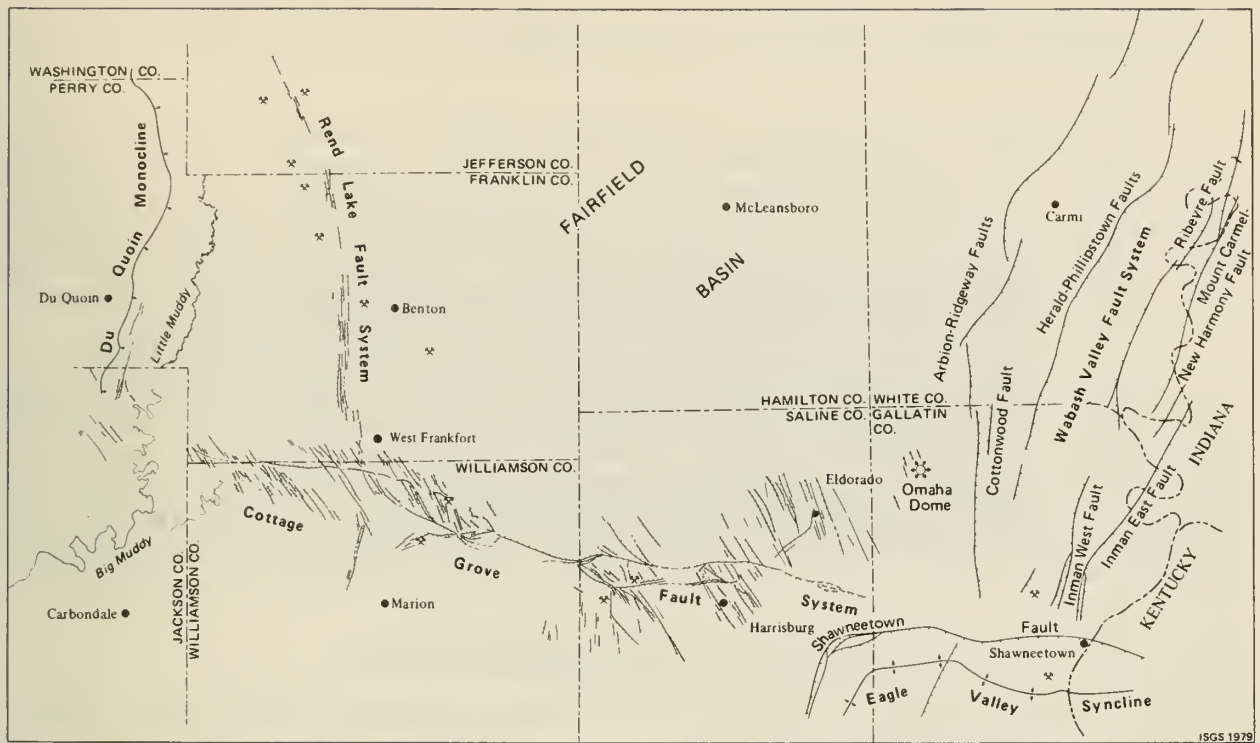 WASHINGTON CO.
PERRY CO.
Du Quoin Monocline
Du Quoin
Little Muddy
Rend Lake Fault System
JEFFERSON CO.
FRANKLIN CO.
Benton
West Frankfort
WILLIAMSON CO.
FAIRFIELD
BASIN
McLeansboro
Carmi
Arbion-Ridgeway Faults
Herald-Phillipstown Faults
Wabash Valley Fault System
Ribeyre Fault
Mount Carmel-
New Harmony Fault
HAMILTON CO.
WHITE CO.
SALINE CO.
GALLATIN
CO.
Cottonwood Fault
INDIANA
Eldorado
Omaha
Dome
Inman West Fault
Inman East Fault
KENTUCKY
Cottage Grove Fault System
Big Muddy
Carbondale
JACKSON CO.
WILLIAMSON CO.
Marion
Harrisburg
Shawneetown Fault
Shawneetown
Eagle Valley Syncline
ISGS 1979